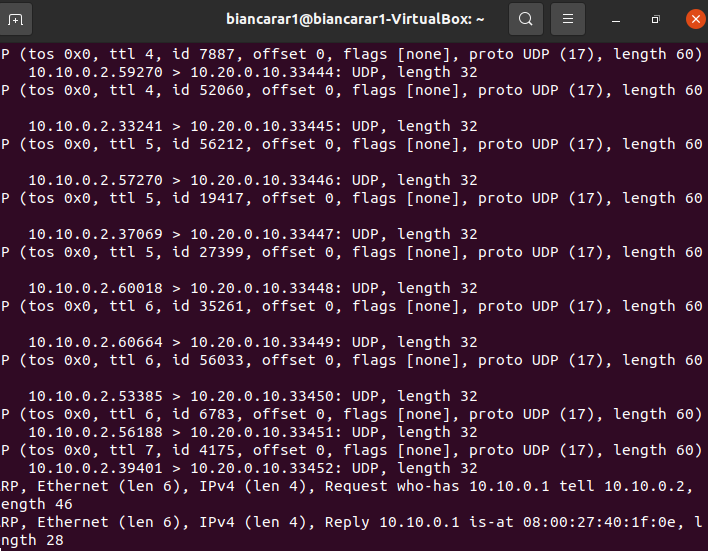 biancarar1@biancarar1-VirtualBox: ~
P (tos 0x0, ttl 4, id 7887, offset 0, flags [none], proto UDP (17), length 60)
10.10.0.2.59270 > 10.20.0.10.33444: UDP, length 32
P (tos 0x0, ttl 4, id 52060, offset 0, flags [none], proto UDP (17), length 60
10.10.0.2.33241 > 10.20.0.10.33445: UDP, length 32
P (tos 0x0, ttl 5, id 56212, offset 0, flags [none], proto UDP (17), length 60
10.10.0.2.57270 > 10.20.0.10.33446: UDP, length 32
P (tos 0x0, ttl 5, id 19417, offset 0, flags [none], proto UDP (17), length 60
10.10.0.2.37069 > 10.20.0.10.33447: UDP, length 32
P (tos 0x0, ttl 5, id 27399, offset 0, flags [none], proto UDP (17), length 60
10.10.0.2.60018 > 10.20.0.10.33448: UDP, length 32
P (tos 0x0, ttl 6, id 35261, offset 0, flags [none], proto UDP (17), length 60
10.10.0.2.60664 > 10.20.0.10.33449: UDP, length 32
P (tos 0x0, ttl 6, id 56033, offset 0, flags [none], proto UDP (17), length 60
10.10.0.2.53385 > 10.20.0.10.33450: UDP, length 32
P (tos 0x0, ttl 6, id 6783, offset 0, flags [none], proto UDP (17), length 60)
10.10.0.2.56188 > 10.20.0.10.33451: UDP, length 32
P (tos 0x0, ttl 7, id 4175, offset 0, flags [none], proto UDP (17), length 60)
10.10.0.2.39401 > 10.20.0.10.33452: UDP, length 32
RP, Ethernet (len 6), IPv4 (len 4), Request who-has 10.10.0.1 tell 10.10.0.2,
ength 46
RP, Ethernet (len 6), IPv4 (len 4), Reply 10.10.0.1 is-at 08:00:27:40:1f:0e, l
ngth 28